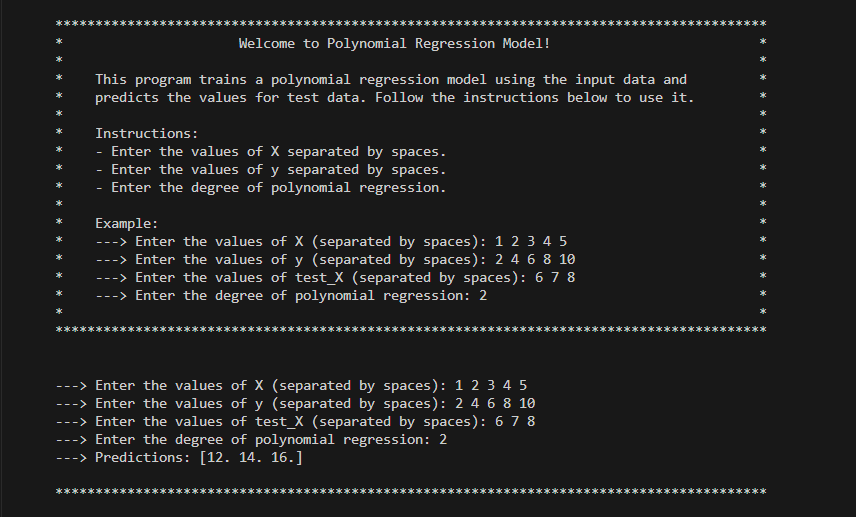 *****************************************************************************************
*                      Welcome to Polynomial Regression Model!                          *
*                                                                                       *
*    This program trains a polynomial regression model using the input data and         *
*    predicts the values for test data. Follow the instructions below to use it.        *
*                                                                                       *
*    Instructions:                                                                      *
*    - Enter the values of X separated by spaces.                                       *
*    - Enter the values of y separated by spaces.                                       *
*    - Enter the degree of polynomial regression.                                       *
*                                                                                       *
*    Example:                                                                           *
*    ---> Enter the values of X (separated by spaces): 1 2 3 4 5                        *
*    ---> Enter the values of y (separated by spaces): 2 4 6 8 10                       *
*    ---> Enter the values of test_X (separated by spaces): 6 7 8                       *
*    ---> Enter the degree of polynomial regression: 2                                  *
*                                                                                       *
*****************************************************************************************
---> Enter the values of X (separated by spaces): 1 2 3 4 5
---> Enter the values of y (separated by spaces): 2 4 6 8 10
---> Enter the values of test_X (separated by spaces): 6 7 8
---> Enter the degree of polynomial regression: 2
---> Predictions: [12. 14. 16.]
*****************************************************************************************